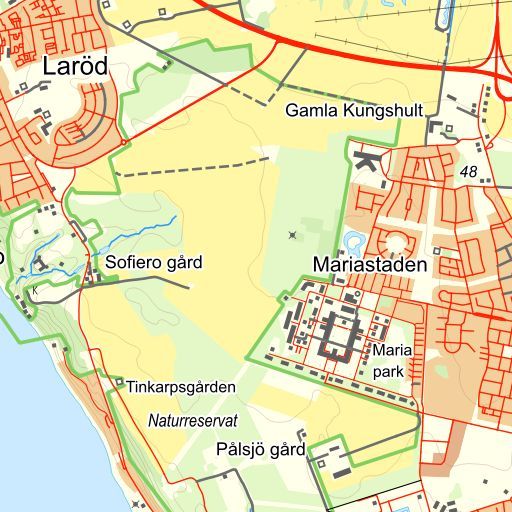 Laröd
Gamla Kungshult
48
Sofiero gård
Mariastaden
K
Maria
park
Tinkarpsgården
Naturreservat
Pålsjö gård